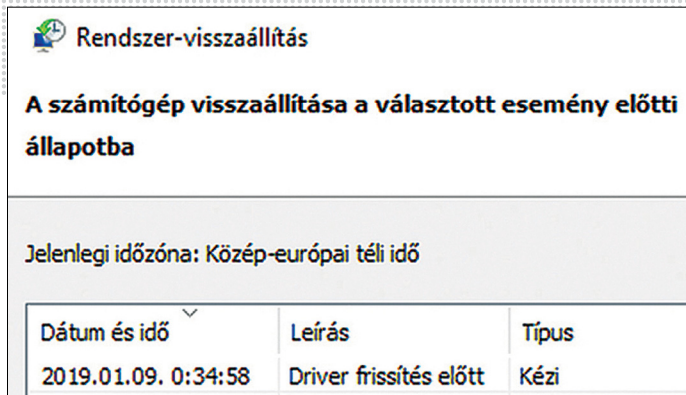 Rendszer-visszaállítás
A számítógép visszaállítása a választott esemény előtti
állapotba
Jelenlegi időzóna: Közép-európai téli idő
Dátum és idő Leírás Típus
2019.01.09. 0:34:58 Driver frissítés előtt Kézi